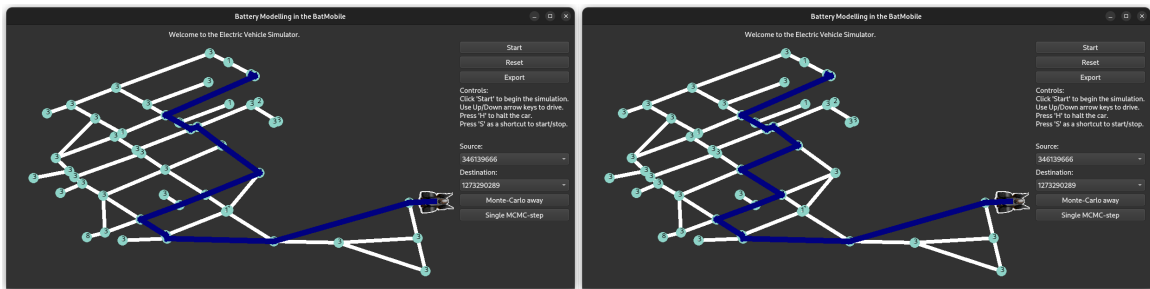 Battery Modelling in the BatMobile
Welcome to the Electric Vehicle Simulator.
Start
Reset
Export
Controls:
Click 'Start' to begin the simulation.
Use Up/Down arrow keys to drive.
Press 'H' to halt the car.
Press 'S' as a shortcut to start/stop.
Source:
346139666
Destination:
1273290289
Monte-Carlo away
Single MCMC-step
Battery Modelling in the BatMobile
Welcome to the Electric Vehicle Simulator.
Start
Reset
Export
Controls:
Click 'Start' to begin the simulation.
Use Up/Down arrow keys to drive.
Press 'H' to halt the car.
Press 'S' as a shortcut to start/stop.
Source:
346139666
Destination:
1273290289
Monte-Carlo away
Single MCMC-step